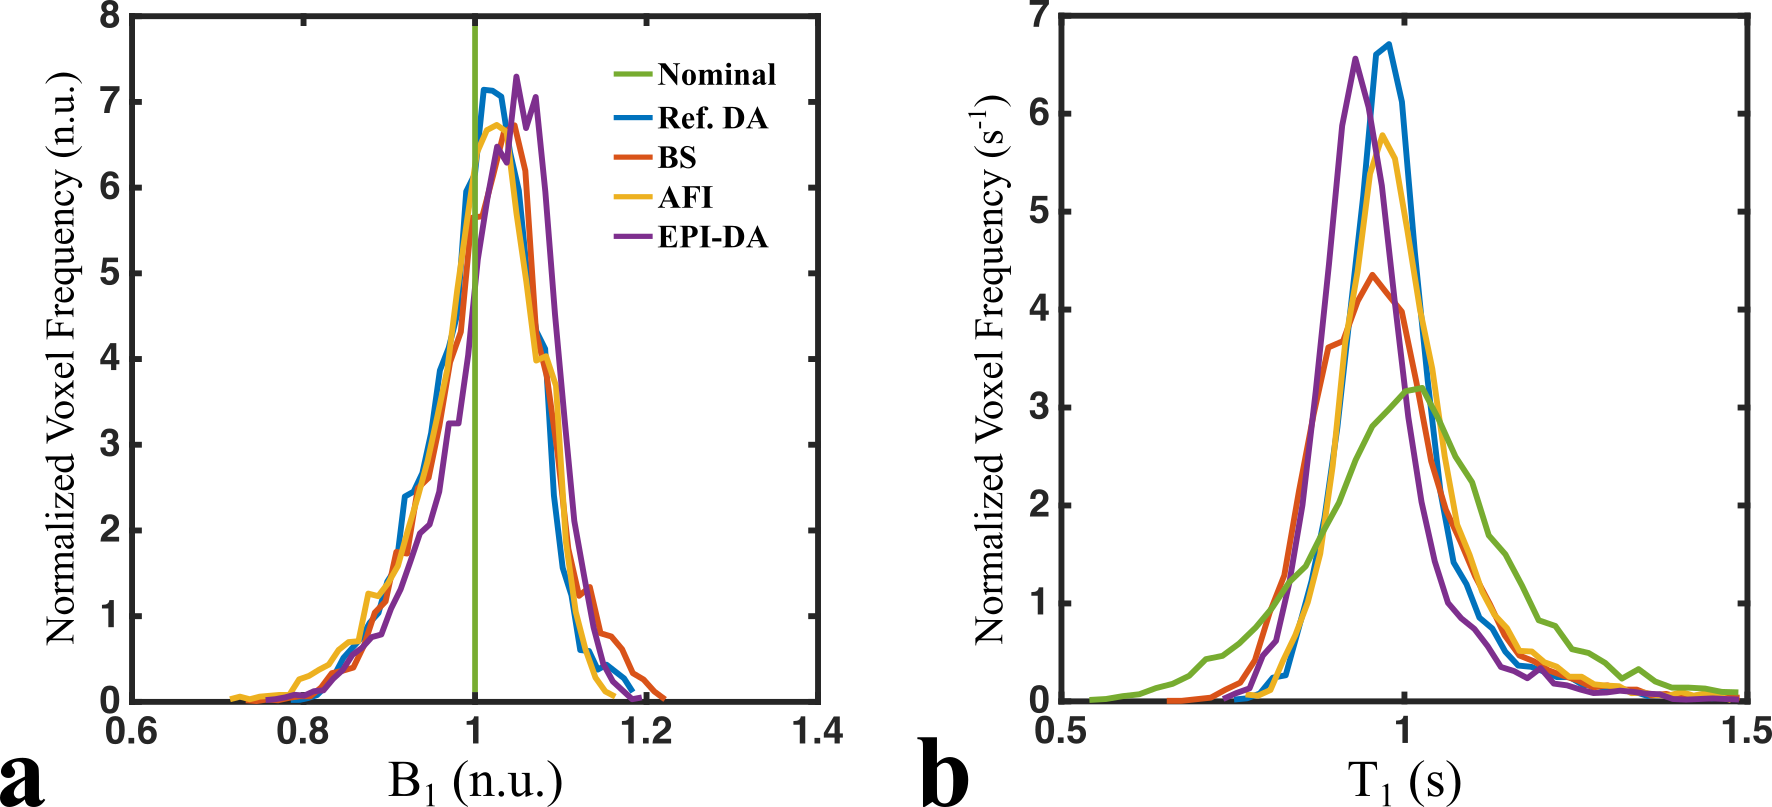 8
7
6
5
4
3
2
1
0
0.6
0.8
1
1.2
1.4
Normalized Voxel Frequency (n.u.)
B1 (n.u.)
Nominal
Ref. DA
BS
AFI
EPI-DA
a
7
6
5
4
3
2
1
0
0.5
1
1.5
Normalized Voxel Frequency (s-1)
T1 (s)
b